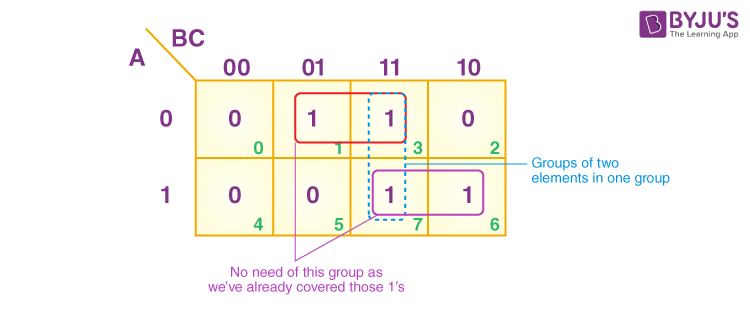 BYJU'S
The Learning App
BC
A
00 01 11 10
0 0 1 1 0
0 1 3 2
1 0 0 1 1
4 5 7 6
Groups of two
elements in one group
No need of this group as
we've already covered those 1's